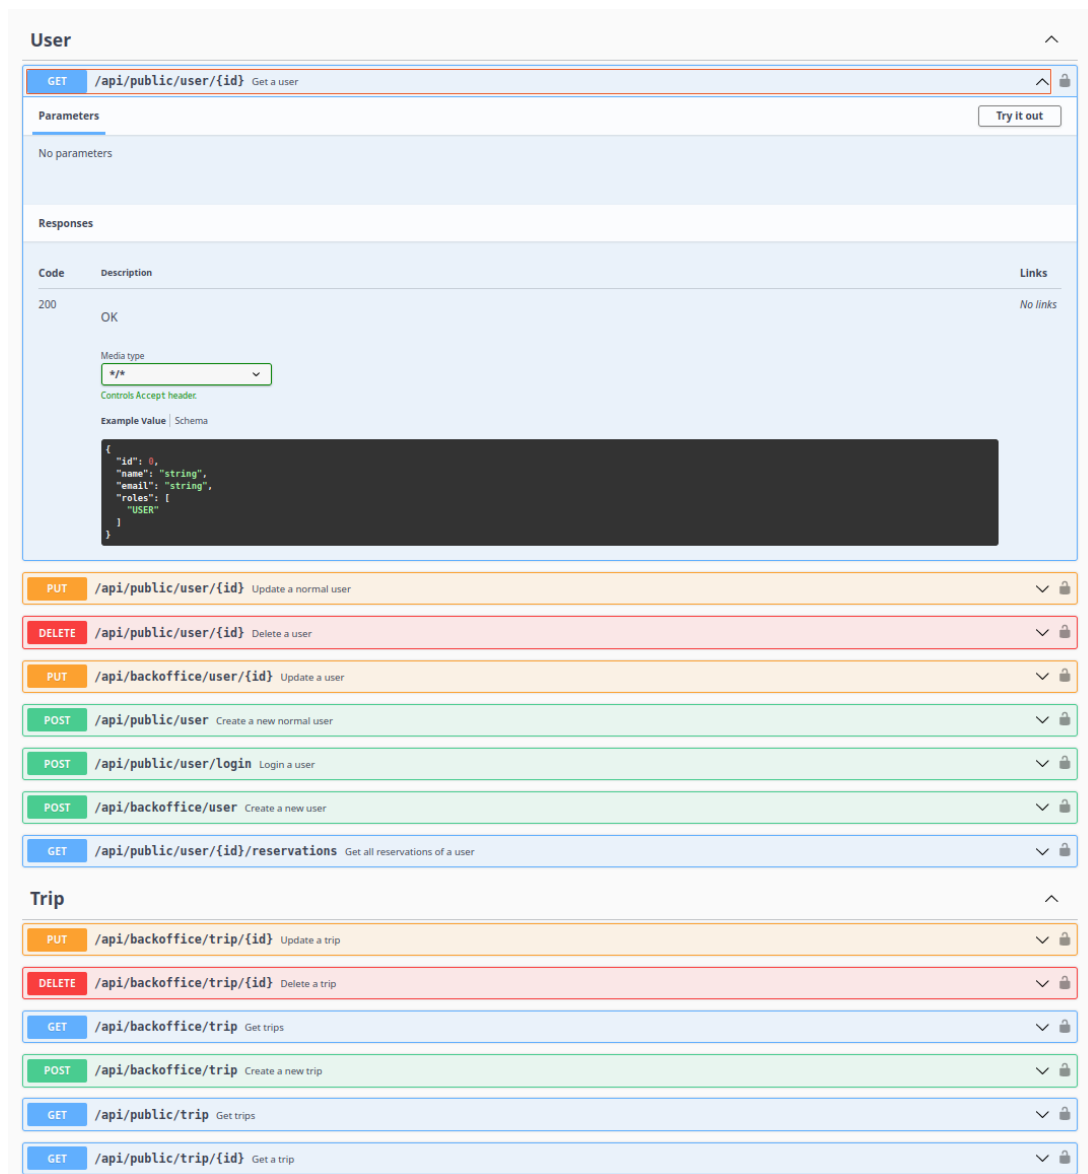 User
GET /api/public/user/{id} Get a user
Parameters Try it out
No parameters
Responses
Code Description Links
200 No links
OK
Media type
*/*
Controls Accept header.
Example Value Schema
{
"id": 0,
"name": "string",
"email": "string",
"roles": [
"USER"
]
}
PUT /api/public/user/{id} Update a normal user
DELETE /api/public/user/{id} Delete a user
PUT /api/backoffice/user/{id} Update a user
POST /api/public/user Create a new normal user
POST /api/public/user/login Login a user
POST /api/backoffice/user Create a new user
GET /api/public/user/{id}/reservations Get all reservations of a user
Trip
PUT /api/backoffice/trip/{id} Update a trip
DELETE /api/backoffice/trip/{id} Delete a trip
GET /api/backoffice/trip Get trips
POST /api/backoffice/trip Create a new trip
GET /api/public/trip Get trips
GET /api/public/trip/{id} Get a trip